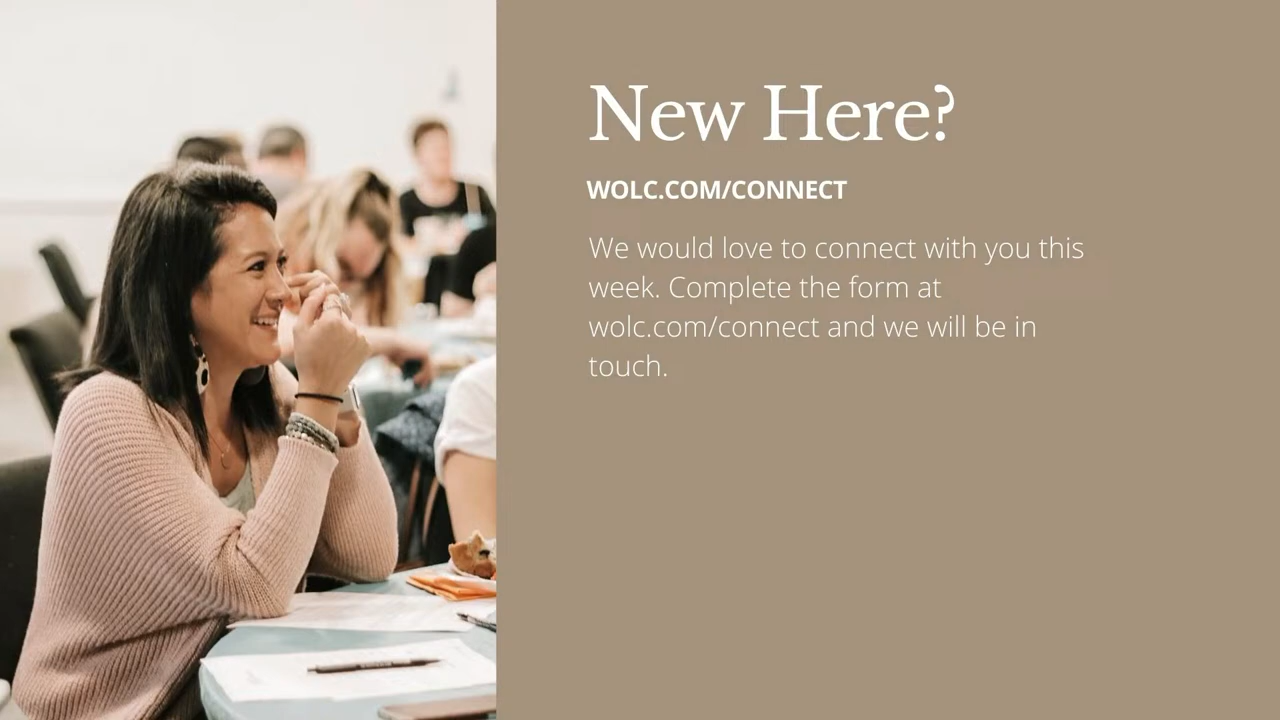 New Here?
WOLC.COM/CONNECT
We would love to connect with you this
week. Complete the form at
wolc.com/connect and we will be in
touch.